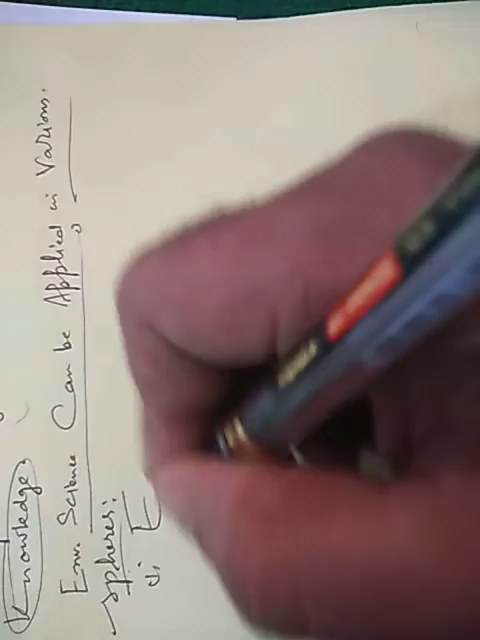 Knowledge,
Env. Science Can be Applied in Various.
Spheres:
i. E